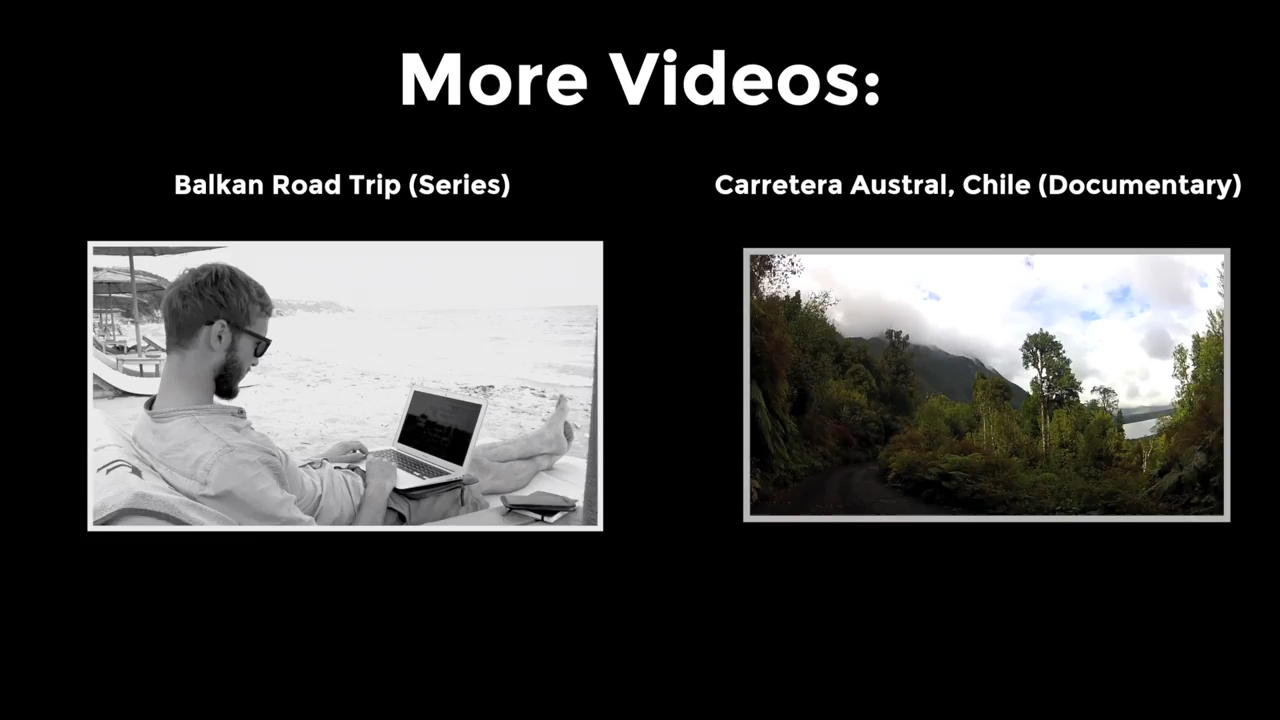 More Videos:
Balkan Road Trip (Series)
Carretera Austral, Chile (Documentary)